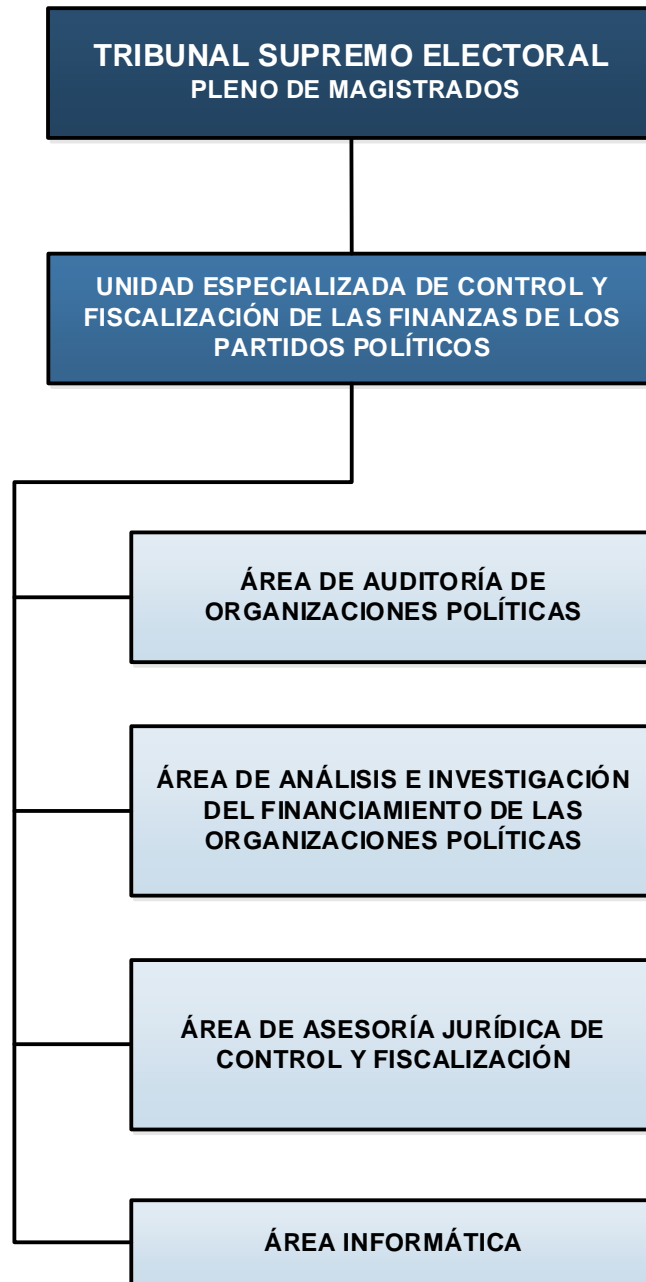 TRIBUNAL SUPREMO ELECTORAL
PLENO DE MAGISTRADOS
UNIDAD ESPECIALIZADA DE CONTROL Y
FISCALIZACIÓN DE LAS FINANZAS DE LOS
PARTIDOS POLÍTICOS
ÁREA DE AUDITORÍA DE
ORGANIZACIONES POLÍTICAS
ÁREA DE ANÁLISIS E INVESTIGACIÓN
DEL FINANCIAMIENTO DE LAS
ORGANIZACIONES POLÍTICAS
ÁREA DE ASESORÍA JURÍDICA DE
CONTROL Y FISCALIZACIÓN
ÁREA INFORMÁTICA